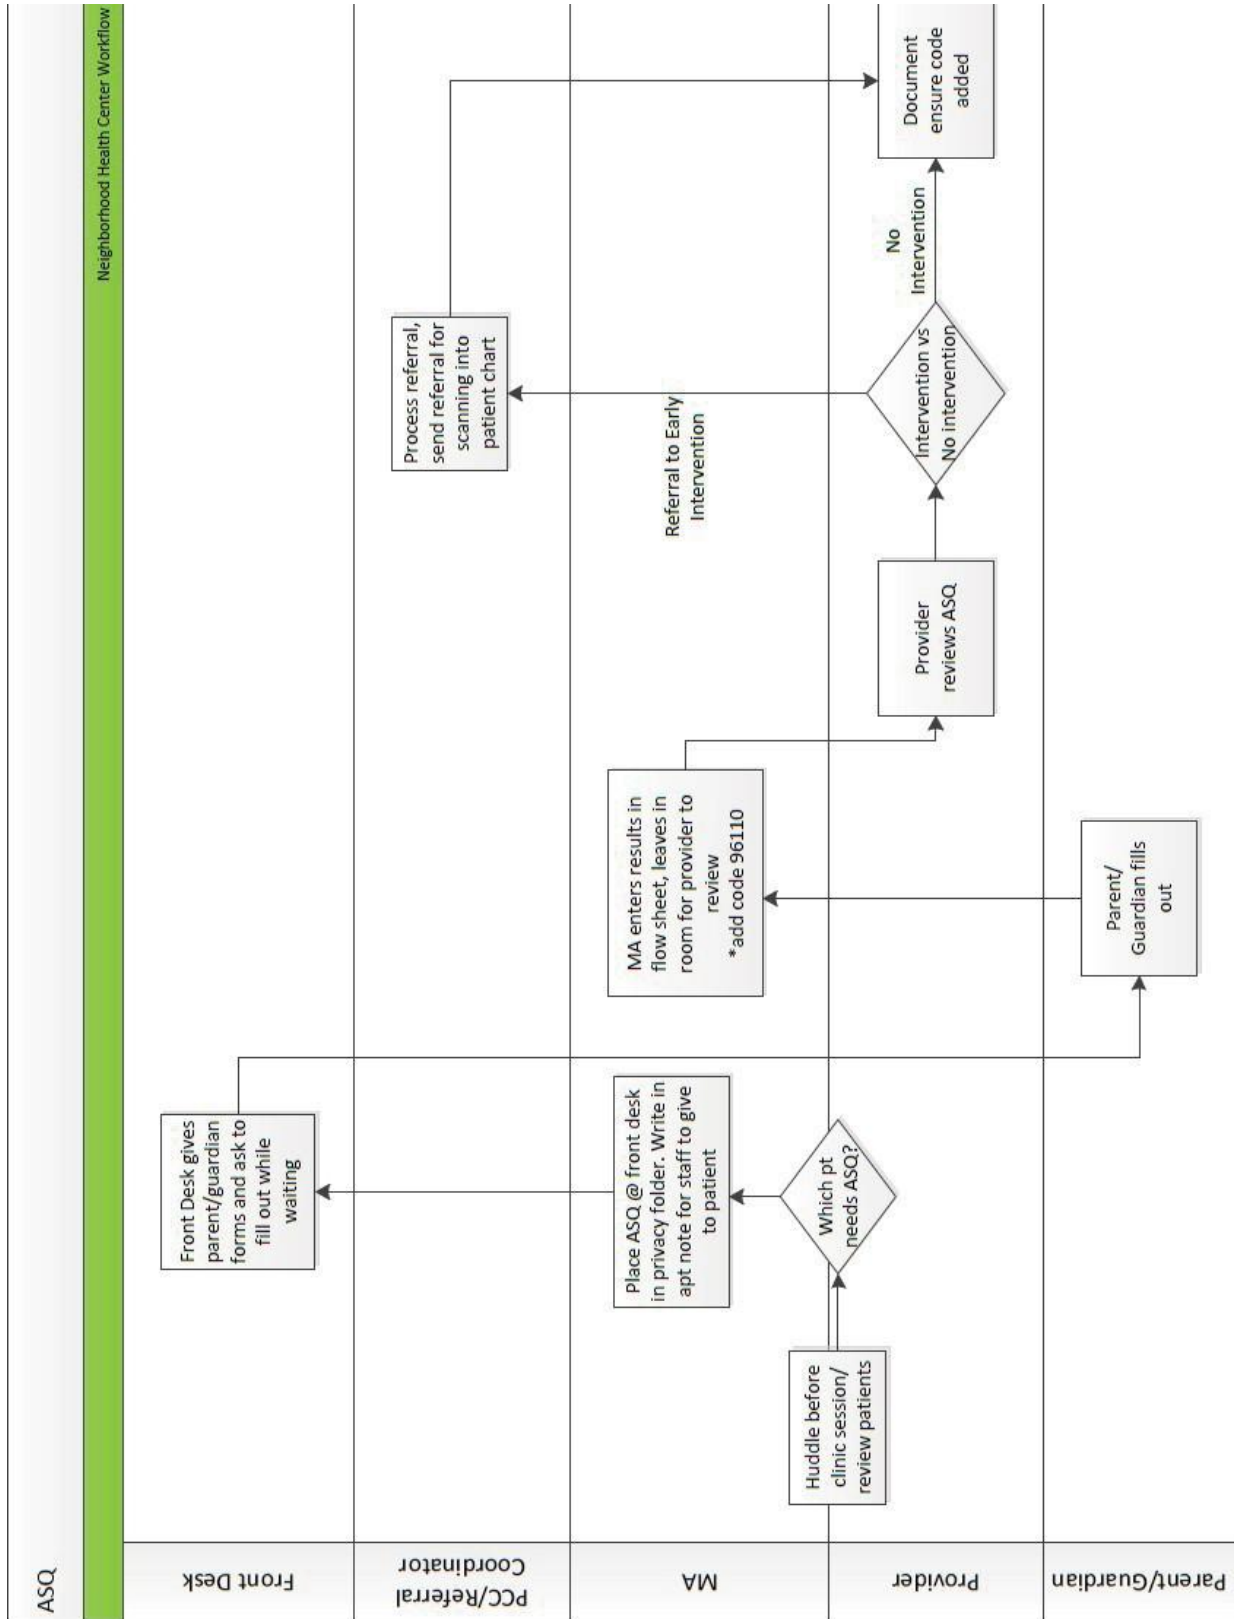 ASQ
Neighborhood Health Center Workflow
Front Desk
Front Desk gives
parent/guardian
forms and ask to
fill out while
waiting
PCC/Referral
Coordinator
Process referral,
send referral for
scanning into
patient chart
MA
Place ASQ @ front desk
in privacy folder. Write in
apt note for staff to give
to patient
MA enters results in
flow sheet, leaves in
room for provider to
review
*add code 96110
Referral to Early
Intervention
Provider
Huddle before
clinic session/
review patients
Which pt
needs ASQ?
Provider
reviews ASQ
Intervention vs
No intervention
No
Intervention
Document
ensure code
added
Parent/Guardian
Parent/
Guardian fills
out